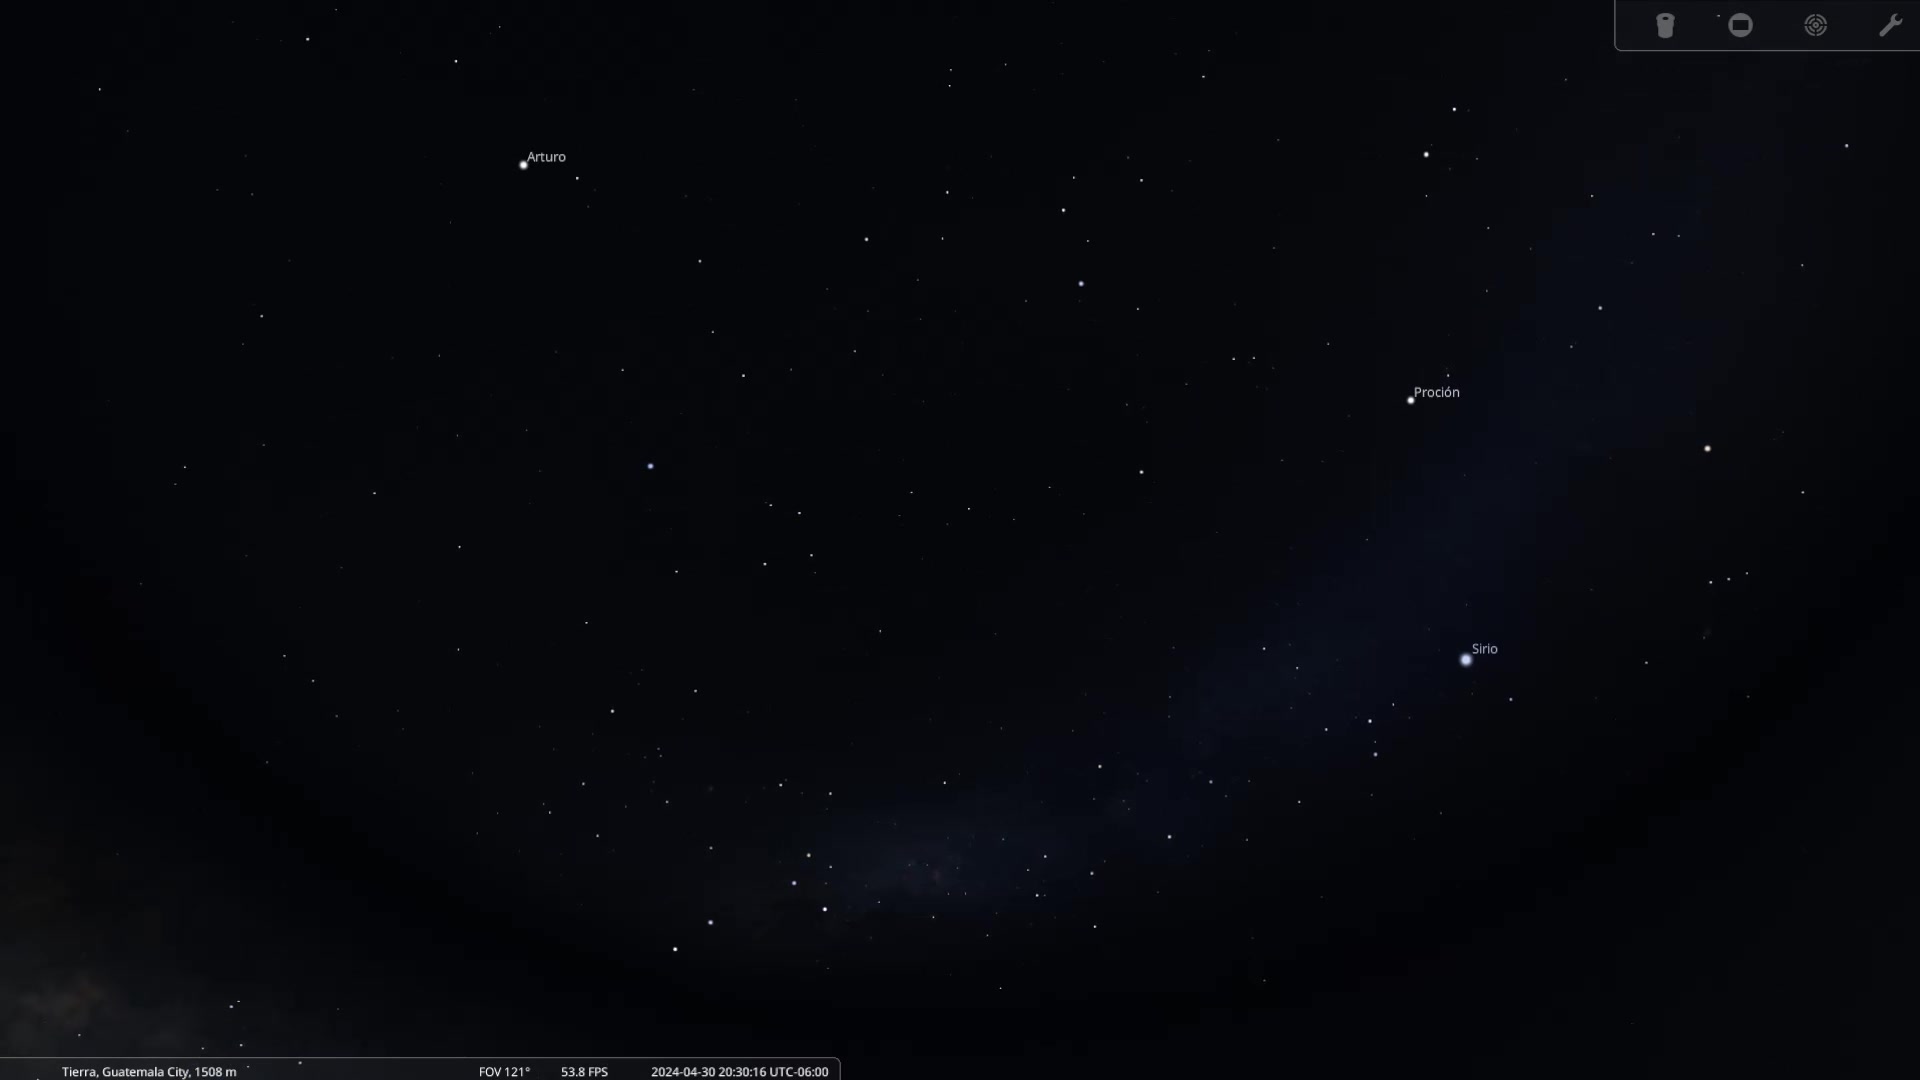 Arturo
Proción
Sirio
Tierra, Guatemala City, 1508 m FOV 121° 53.8 FPS 2024-04-30 20:30:16 UTC-06:00